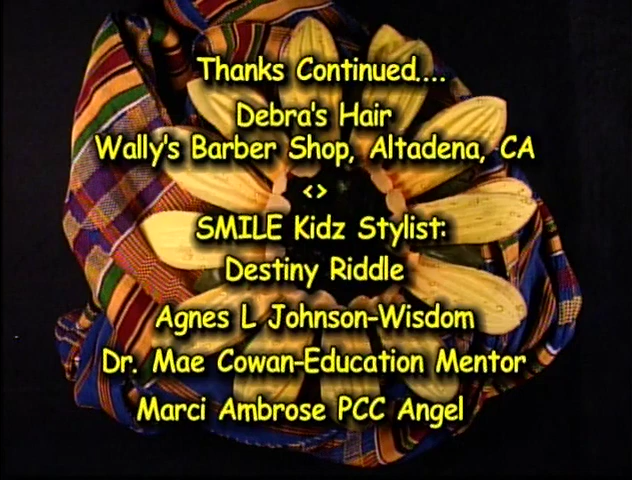 Thanks Continued....
Debra's Hair
Wally's Barber Shop, Altadena, CA
<>
SMILE Kidz Stylist:
Destiny Riddle
Agnes L Johnson-Wisdom
Dr. Mae Cowan-Education Mentor
Marci Ambrose PCC Angel